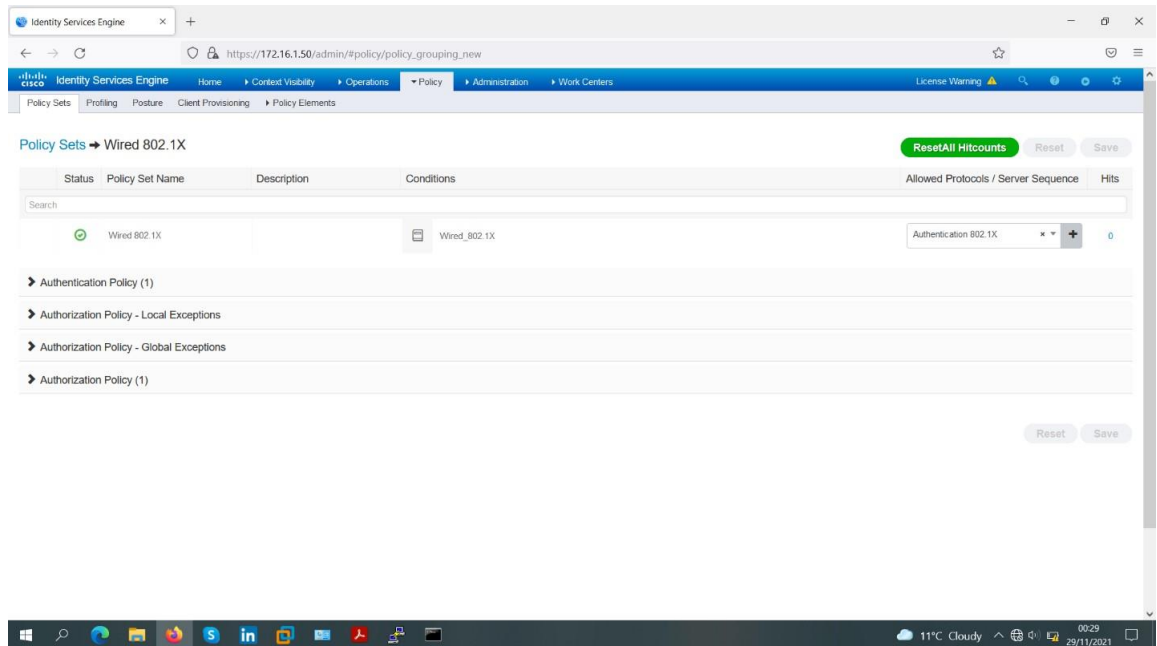 Identity Services Engine
https://172.16.1.50/admin/#policy/policy_grouping_new
cisco Identity Services Engine Home Context Visibility Operations Policy Administration Work Centers License Warning
Policy Sets Profiling Posture Client Provisioning Policy Elements
Policy Sets → Wired 802.1X ResetAll Hitcounts Reset Save
Status Policy Set Name Description Conditions Allowed Protocols / Server Sequence Hits
Search
Wired 802.1X Wired_802.1X Authentication 802.1X 0
Authentication Policy (1)
Authorization Policy - Local Exceptions
Authorization Policy - Global Exceptions
Authorization Policy (1)
Reset Save
11°C Cloudy 00:29
29/11/2021